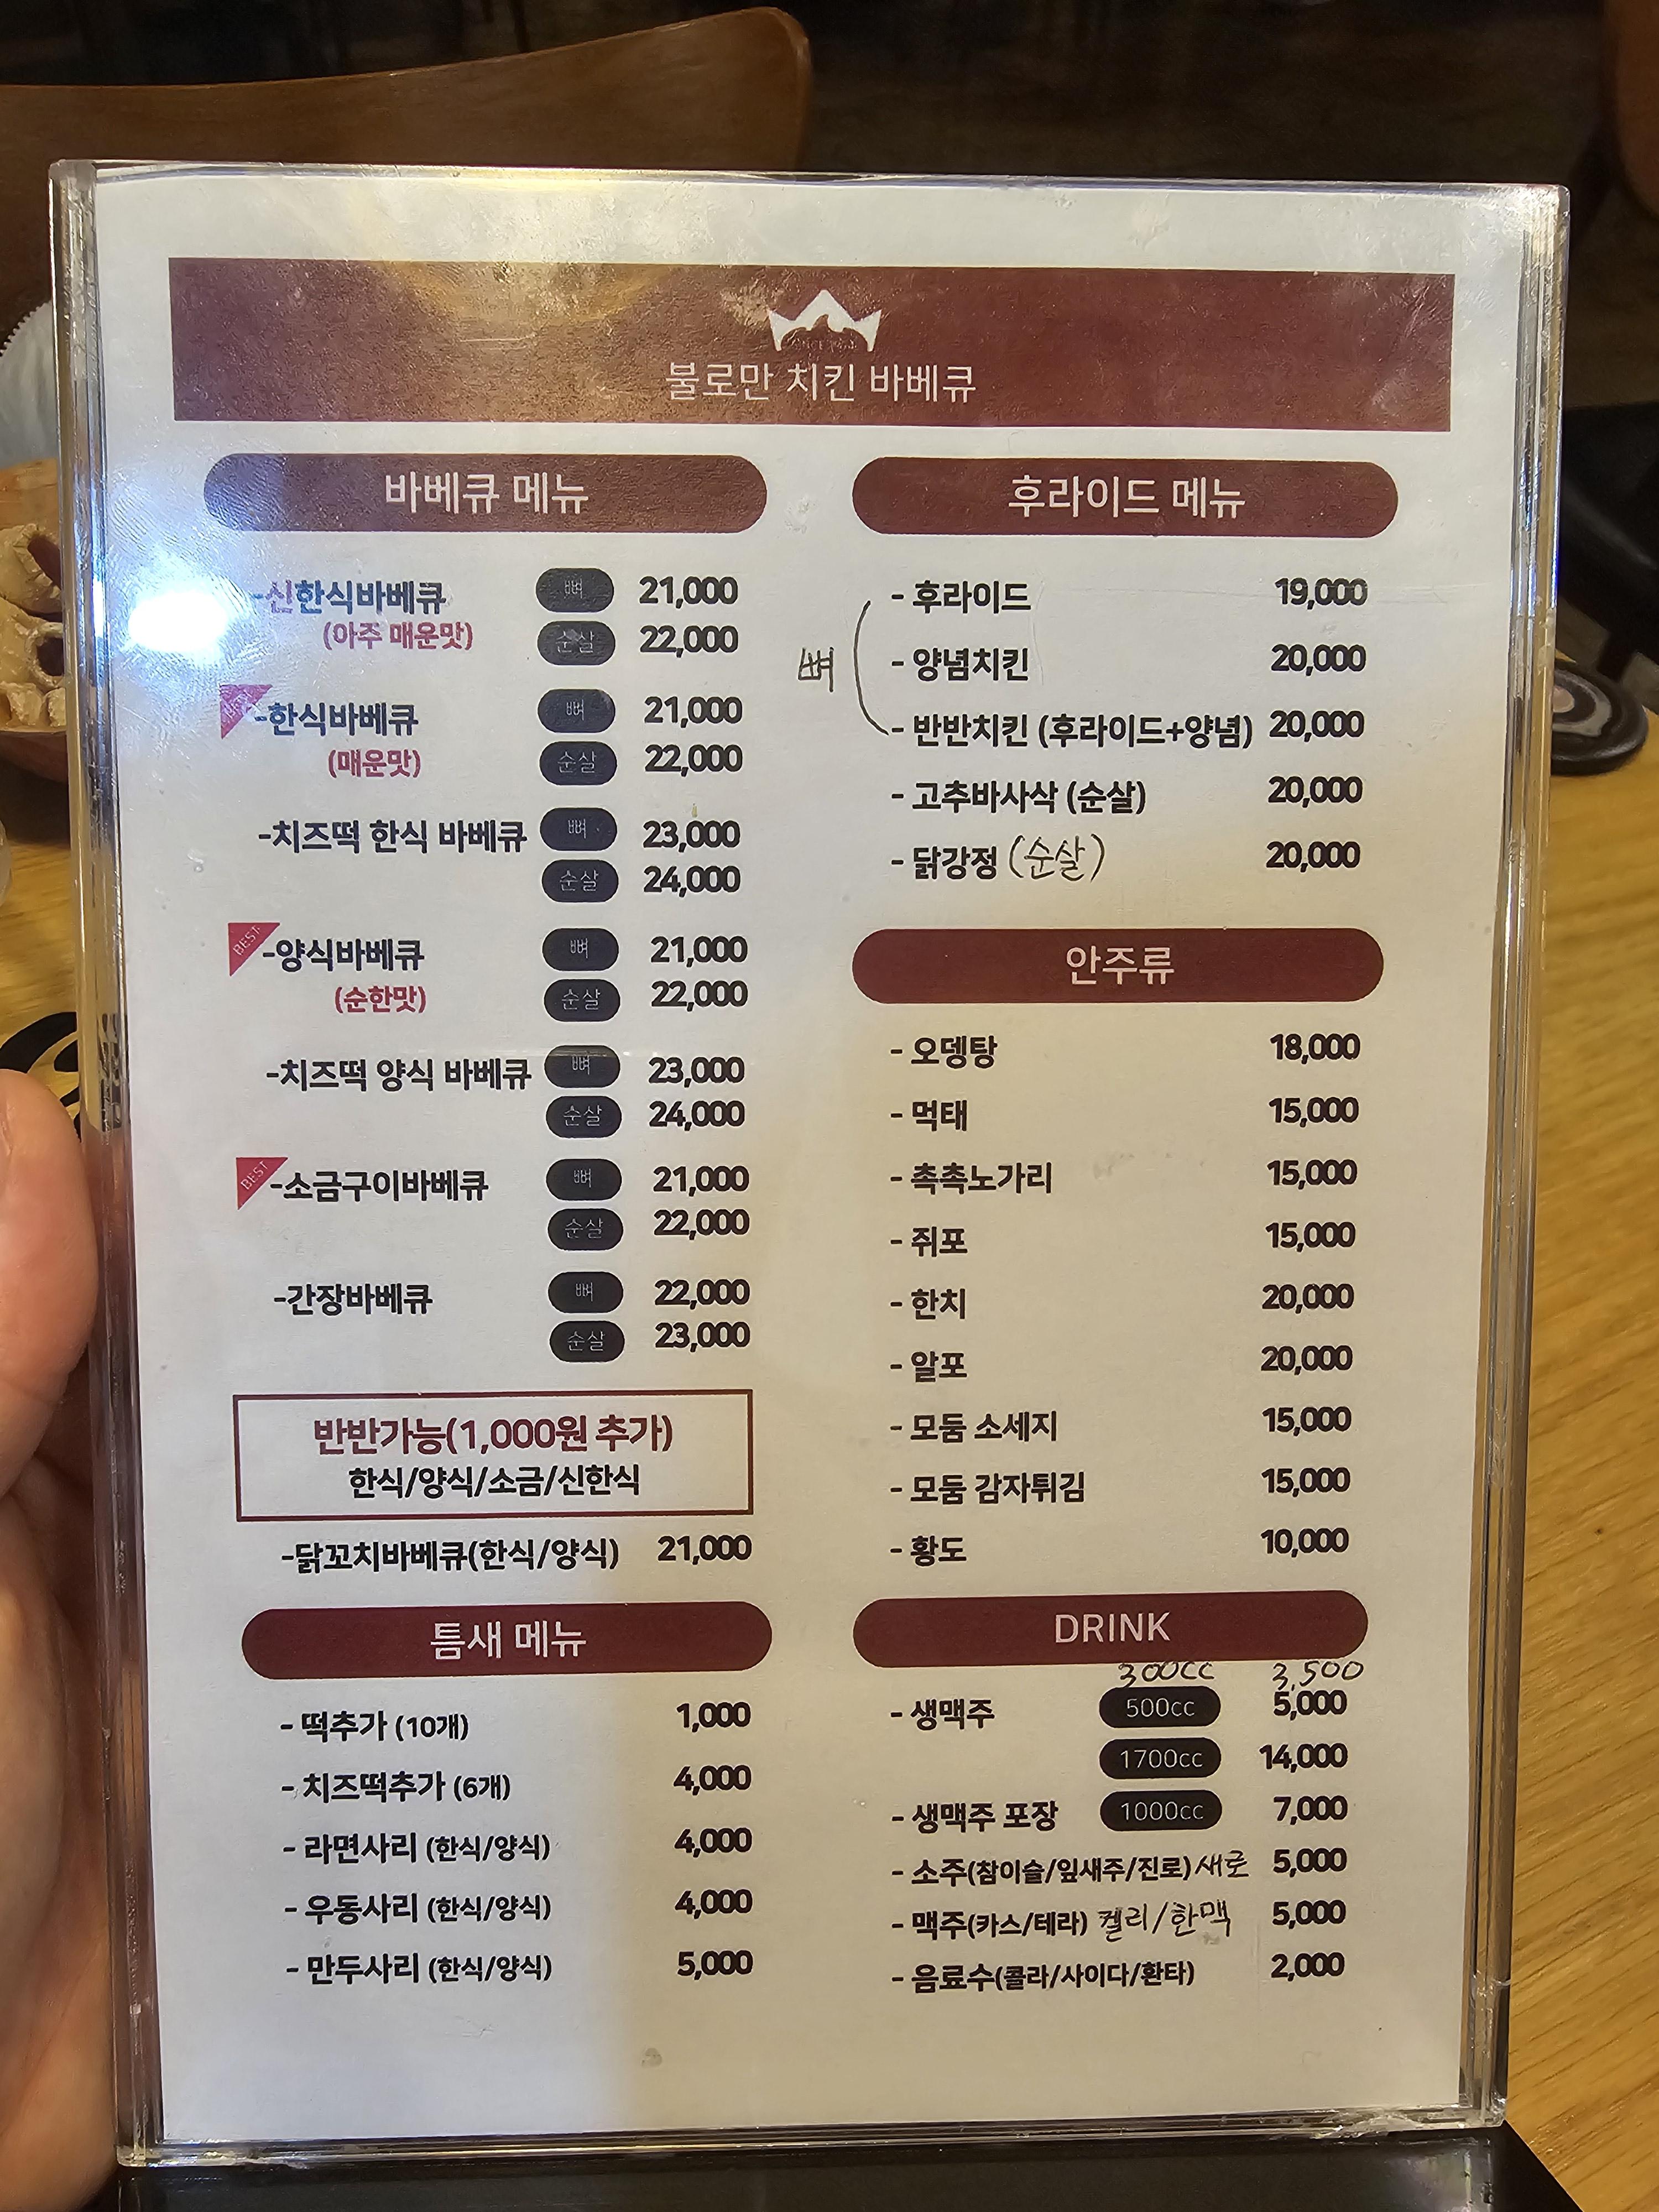 불로만 치킨 바베큐
바베큐 메뉴
-신한식바베큐 뼈 21,000
(아주 매운맛) 순살 22,000
-한식바베큐 뼈 21,000
(매운맛) 순살 22,000
-치즈떡 한식 바베큐 뼈 23,000
순살 24,000
BEST -양식바베큐 뼈 21,000
(순한맛) 순살 22,000
-치즈떡 양식 바베큐 뼈 23,000
순살 24,000
BEST -소금구이바베큐 뼈 21,000
순살 22,000
-간장바베큐 뼈 22,000
순살 23,000
반반가능(1,000원 추가)
한식/양식/소금/신한식
-닭꼬치바베큐(한식/양식) 21,000
틈새 메뉴
- 떡추가 (10개) 1,000
- 치즈떡추가 (6개) 4,000
- 라면사리 (한식/양식) 4,000
- 우동사리 (한식/양식) 4,000
- 만두사리 (한식/양식) 5,000
후라이드 메뉴
뼈
- 후라이드 19,000
- 양념치킨 20,000
- 반반치킨 (후라이드+양념) 20,000
- 고추바사삭 (순살) 20,000
- 닭강정 (순살) 20,000
안주류
- 오뎅탕 18,000
- 먹태 15,000
- 촉촉노가리 15,000
- 쥐포 15,000
- 한치 20,000
- 알포 20,000
- 모둠 소세지 15,000
- 모둠 감자튀김 15,000
- 황도 10,000
DRINK
300cc 3,500
- 생맥주 500cc 5,000
1700cc 14,000
- 생맥주 포장 1000cc 7,000
- 소주(참이슬/잎새주/진로) 새로 5,000
- 맥주(카스/테라) 켈리/한맥 5,000
- 음료수(콜라/사이다/환타) 2,000